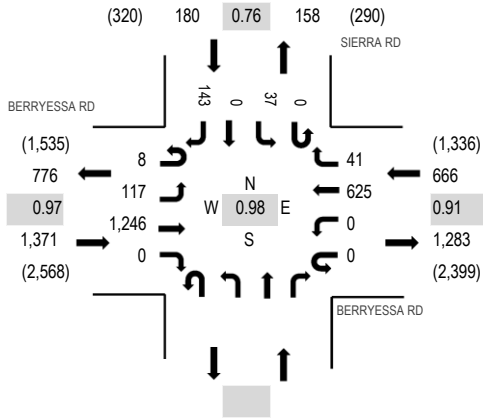 (320) 180 0.76 158 (290)
SIERRA RD
143 0 37 0
BERRYESSA RD
(1,535) (1,336)
776 8 41 666
117 N 625
0.97 W 0.98 E 0.91
1,246 S 0
1,371 0 0 1,283
(2,568) (2,399)
BERRYESSA RD